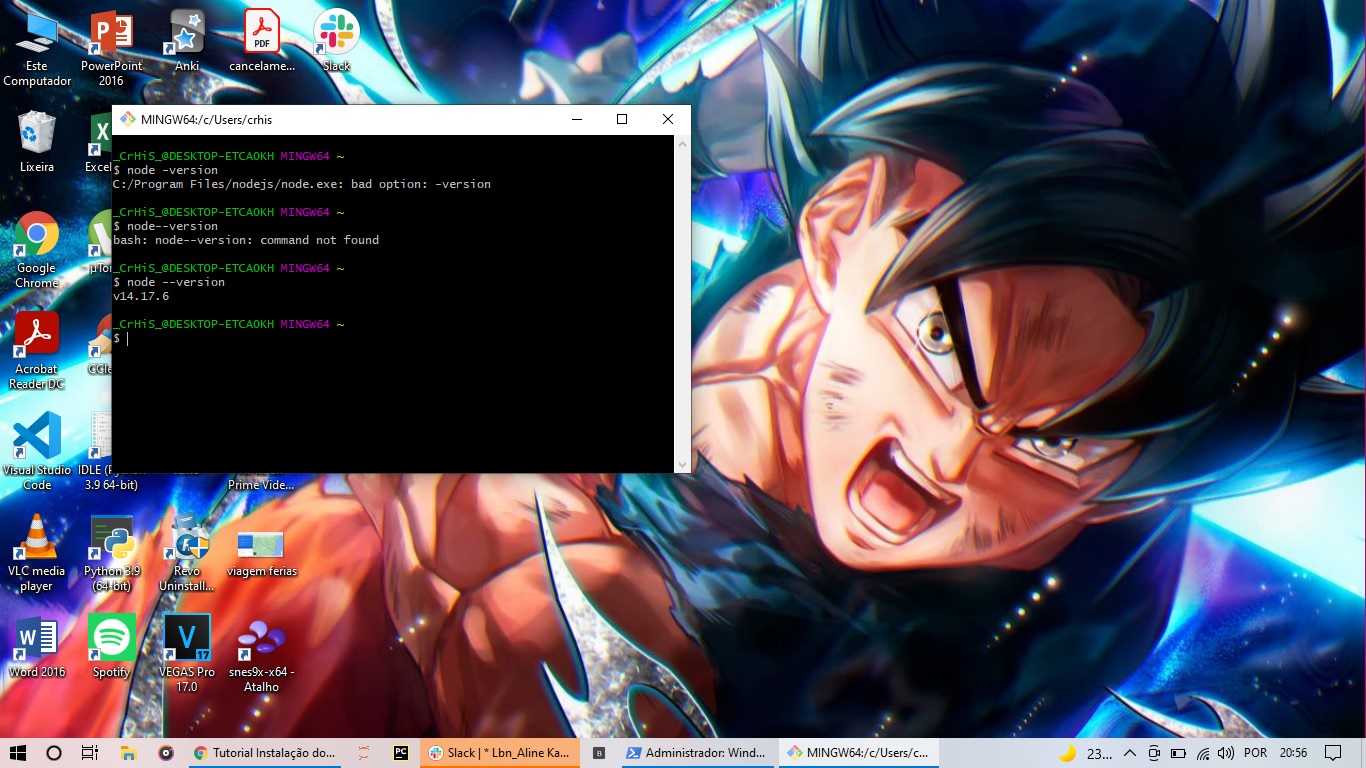 Este
Computador
PowerPoint
2016
Anki
PDF
cancelame...
Slack
Lixeira
Excel
Google
Chrome
Acrobat
Reader DC
Visual Studio
Code
3.9 64-bit)
Prime Vide...
VLC media
player
Python 3.9
(64-bit)
Revo
Uninstall...
viagem ferias
Word 2016
Spotify
17
VEGAS Pro
17.0
snes9x-x64 -
Atalho
MINGW64:/c/Users/crhis
_CrHiS_@DESKTOP-ETCAOKH MINGW64 ~
$ node -version
C:/Program Files/nodejs/node.exe: bad option: -version
_CrHiS_@DESKTOP-ETCAOKH MINGW64 ~
$ node--version
bash: node--version: command not found
_CrHiS_@DESKTOP-ETCAOKH MINGW64 ~
$ node --version
v14.17.6
_CrHiS_@DESKTOP-ETCAOKH MINGW64 ~
$
Tutorial Instalação do...
PC
Slack | * Lbn_Aline Ka...
B
Administrador: Wind...
MINGW64:/c/Users/c...
23...
POR
20:56